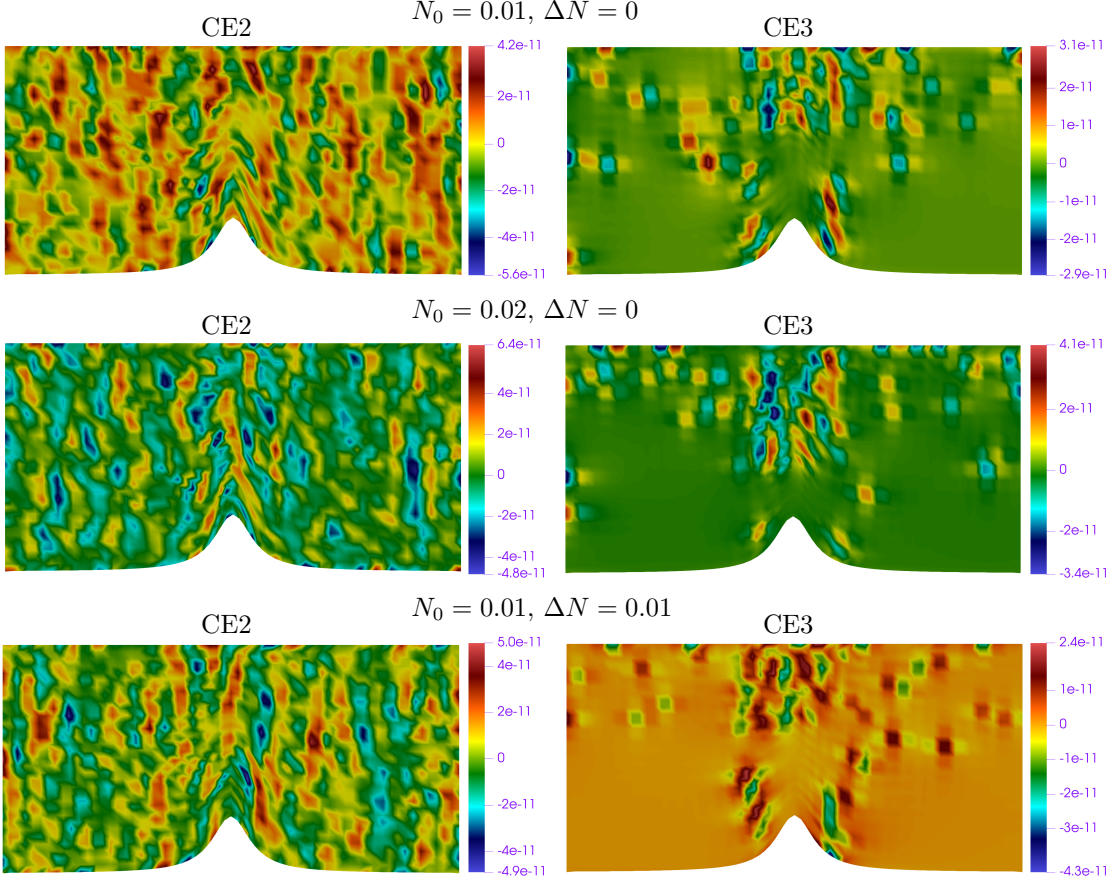 N₀ = 0.01, ΔN = 0
CE2
CE3
4.2e-11
2e-11
0
-2e-11
-4e-11
-5.6e-11
3.1e-11
2e-11
1e-11
0
-1e-11
-2e-11
-2.9e-11
N₀ = 0.02, ΔN = 0
CE2
CE3
6.4e-11
4e-11
2e-11
0
-2e-11
-4e-11
-4.8e-11
4.1e-11
2e-11
0
-2e-11
-3.4e-11
N₀ = 0.01, ΔN = 0.01
CE2
CE3
5.0e-11
4e-11
2e-11
0
-2e-11
-4e-11
-4.9e-11
2.4e-11
1e-11
0
-1e-11
-3e-11
-4.3e-11